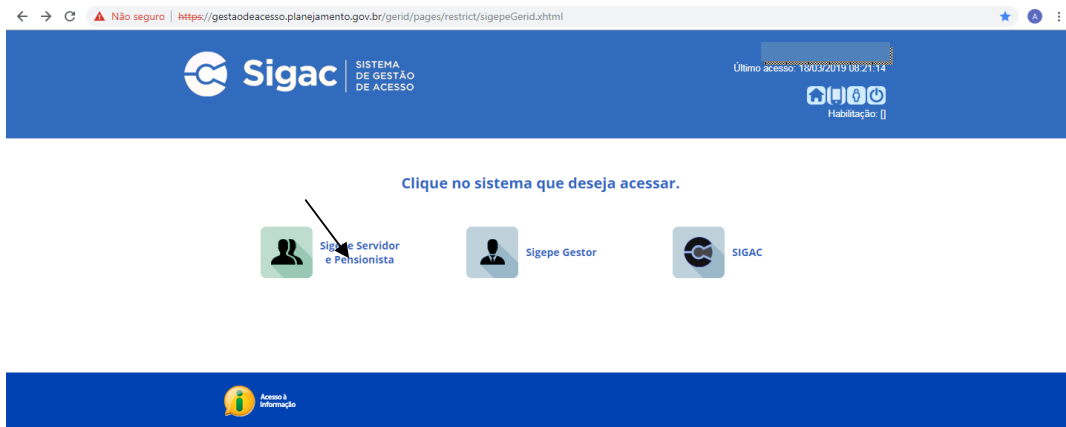 Não seguro | https://gestaodeacesso.planejamento.gov.br/gerid/pages/restrict/sigepeGerid.xhtml
A
Sigac
SISTEMA
DE GESTÃO
DE ACESSO
Último acesso: 18/03/2019 08:21:14
Habilitação: []
Clique no sistema que deseja acessar.
Sigepe Servidor
e Pensionista
Sigepe Gestor
SIGAC
Acesso à
Informação